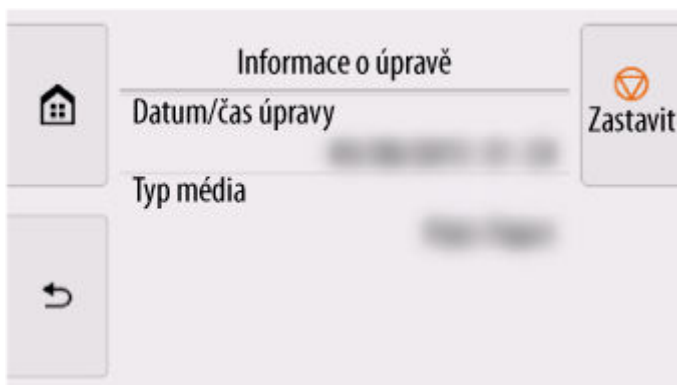 Informace o úpravě
Datum/čas úpravy
Zastavit
Typ média